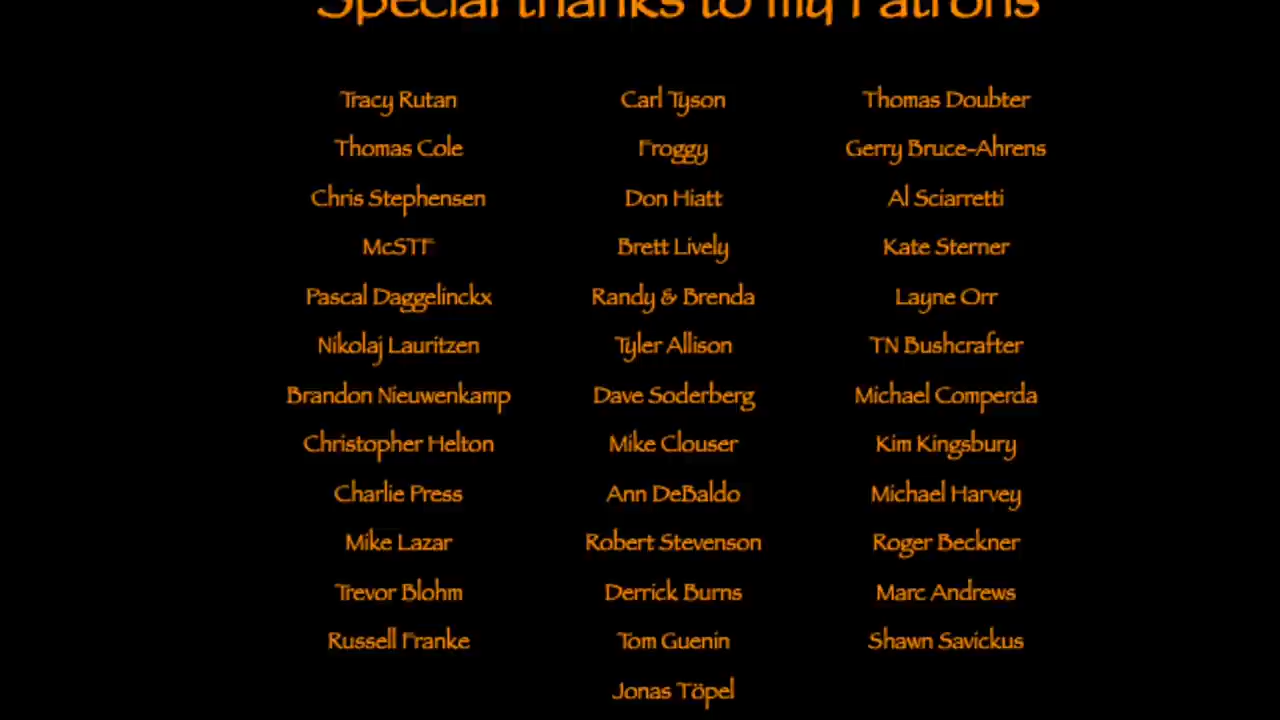 Special thanks to my Patrons
Tracy Rutan Carl Tyson Thomas Doubter
Thomas Cole Froggy Gerry Bruce-Ahrens
Chris Stephensen Don Hiatt Al Sciarretti
McSTF Brett Lively Kate Sterner
Pascal Daggelinckx Randy & Brenda Layne Orr
Nikolaj Lauritzen Tyler Allison TN Bushcrafter
Brandon Nieuwenkamp Dave Soderberg Michael Comperda
Christopher Helton Mike Clouser Kim Kingsbury
Charlie Press Ann DeBaldo Michael Harvey
Mike Lazar Robert Stevenson Roger Beckner
Trevor Blohm Derrick Burns Marc Andrews
Russell Franke Tom Guenin Shawn Savickus
Jonas Töpel